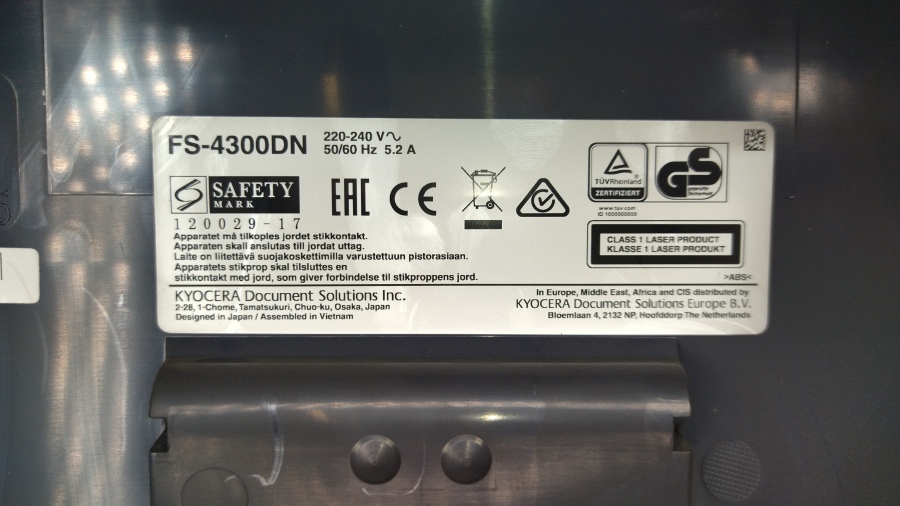 FS-4300DN
220-240 V∿
50/60 Hz 5.2 A
SAFETY
MARK
120029-17
EAC CE
TÜVRheinland
ZERTIFIZIERT
GS
geprüfte
Sicherheit
www.tuv.com
ID 1000000000
CLASS 1 LASER PRODUCT
KLASSE 1 LASER PRODUKT
Apparatet må tilkoples jordet stikkontakt.
Apparaten skall anslutas till jordat uttag.
Laite on liitettävä suojakoskettimilla varustettuun pistorasiaan.
Apparatets stikprop skal tilsluttes en
stikkontakt med jord, som giver forbindelse til stikproppens jord.
>ABS<
KYOCERA Document Solutions Inc.
2-28, 1-Chome, Tamatsukuri, Chuo-ku, Osaka, Japan
Designed in Japan / Assembled in Vietnam
In Europe, Middle East, Africa and CIS distributed by
KYOCERA Document Solutions Europe B.V.
Bloemlaan 4, 2132 NP, Hoofddorp The Netherlands